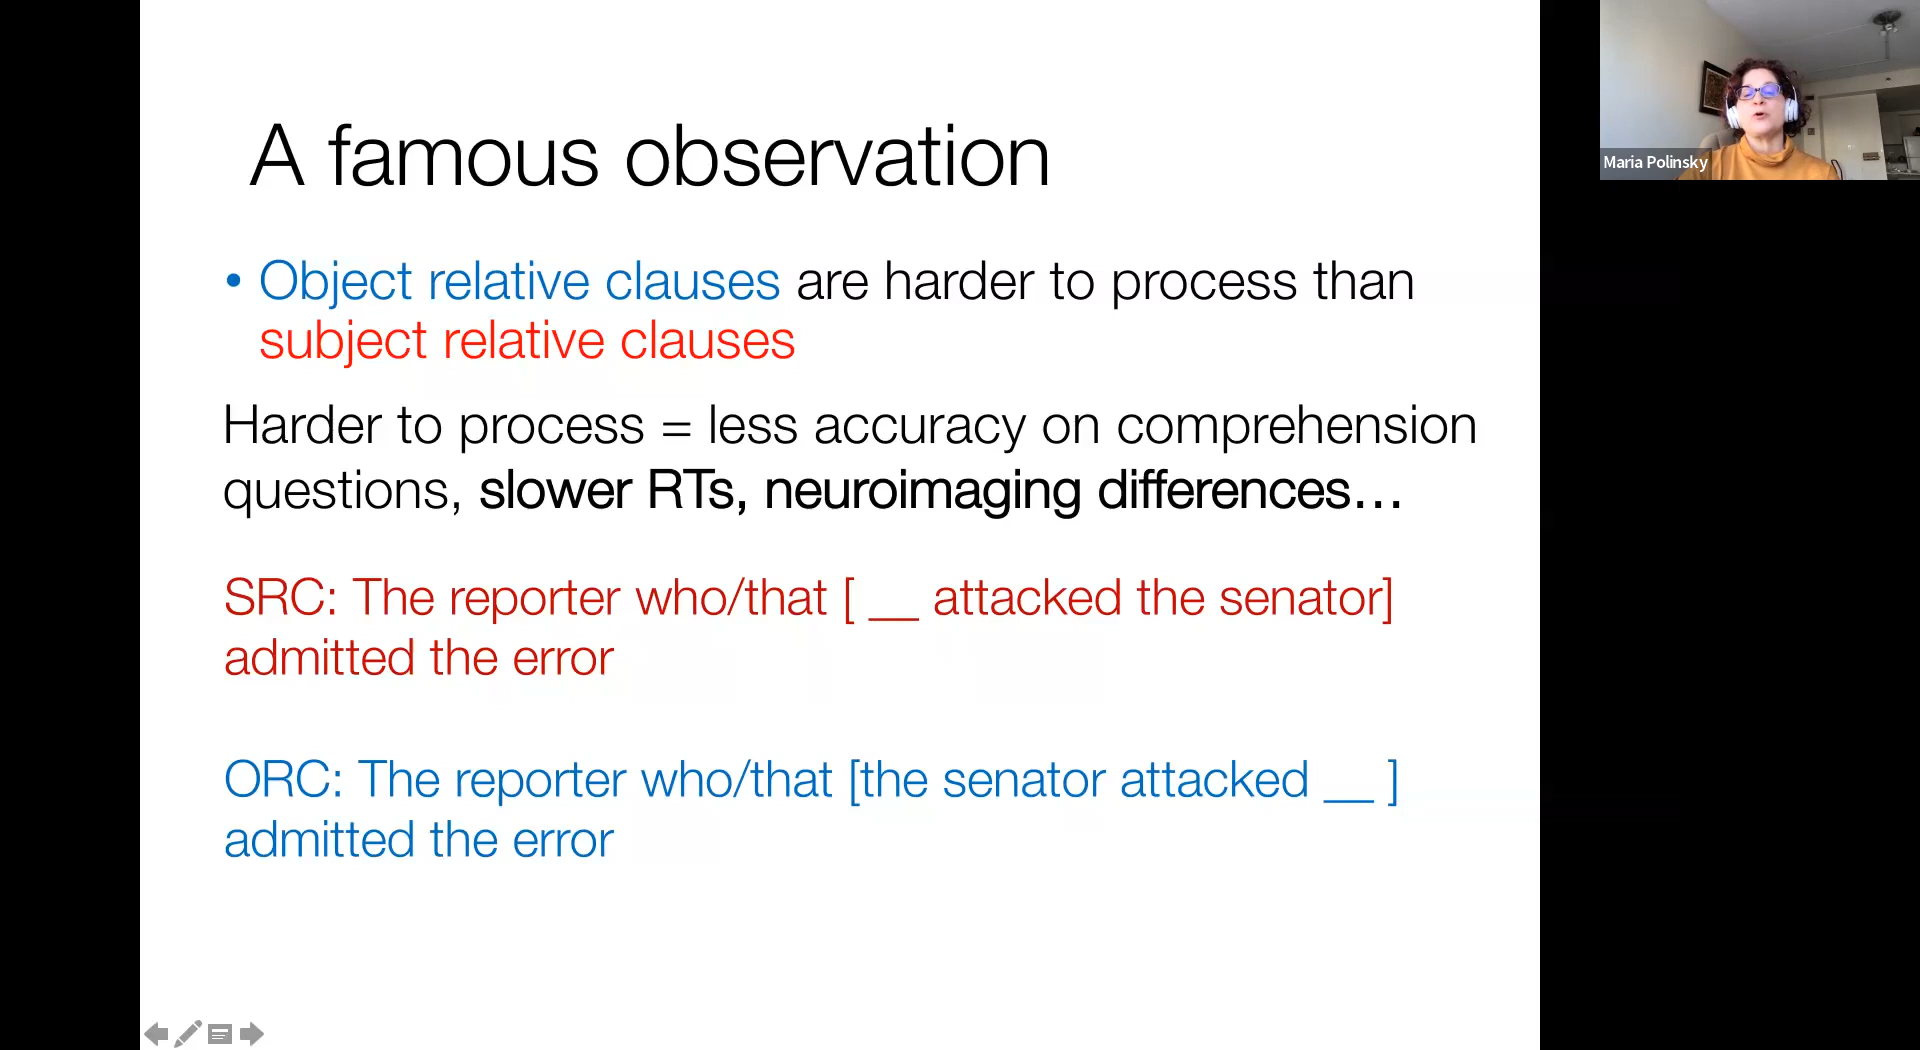 A famous observation
• Object relative clauses are harder to process than
subject relative clauses
Harder to process = less accuracy on comprehension
questions, slower RTs, neuroimaging differences…
SRC: The reporter who/that [ __ attacked the senator]
admitted the error
ORC: The reporter who/that [the senator attacked __ ]
admitted the error
Maria Polinsky